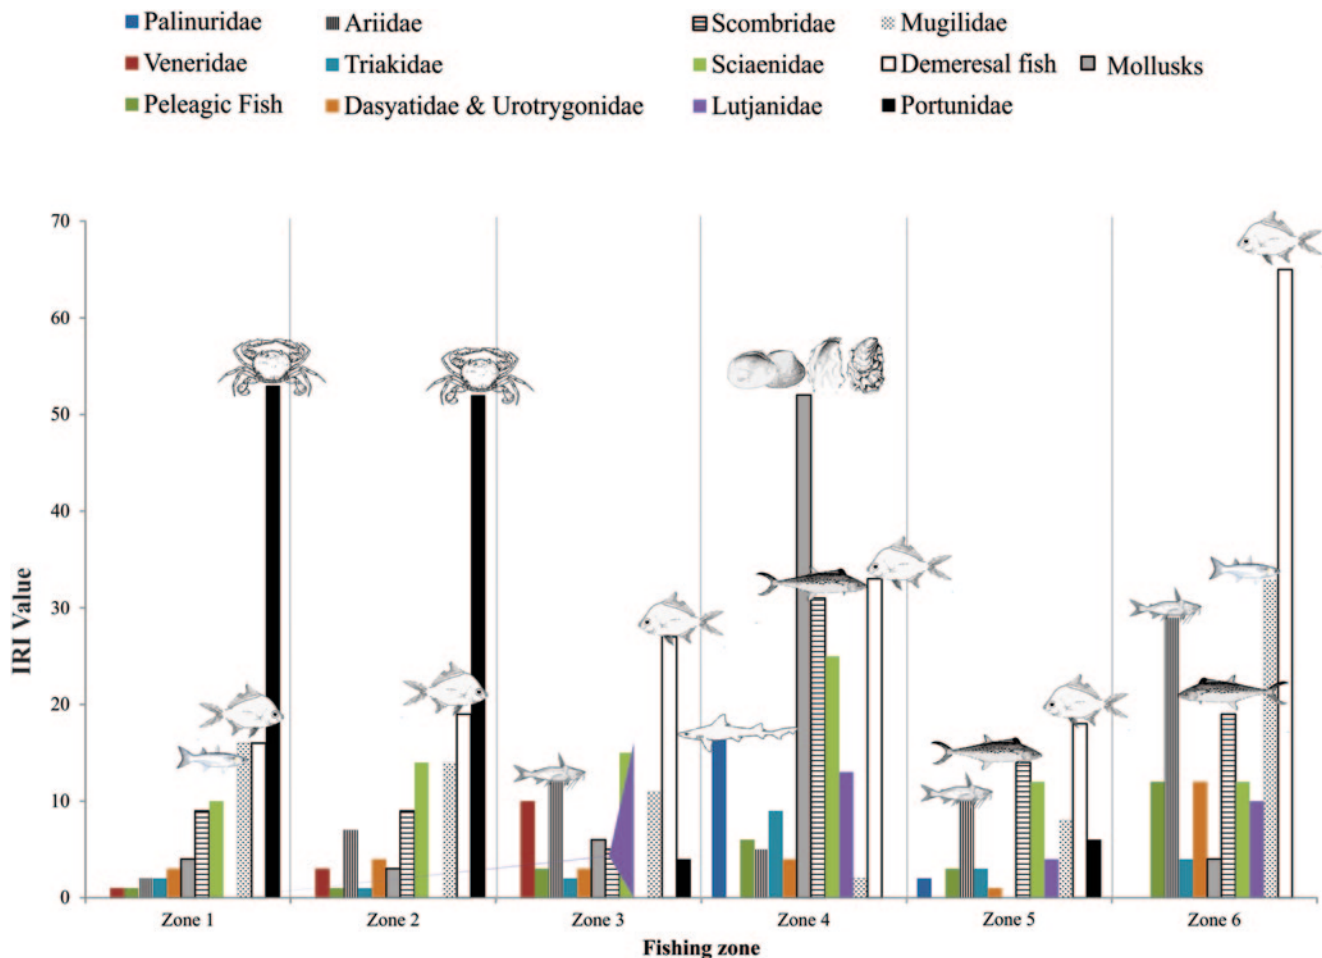 Palinuridae Ariidae Scombridae Mugilidae
Veneridae Triakidae Sciaenidae Demeresal fish Mollusks
Peleagic Fish Dasyatidae & Urotrygonidae Lutjanidae Portunidae
70
60
50
40
30
20
10
0
IRI Value
Zone 1 Zone 2 Zone 3 Zone 4 Zone 5 Zone 6
Fishing zone